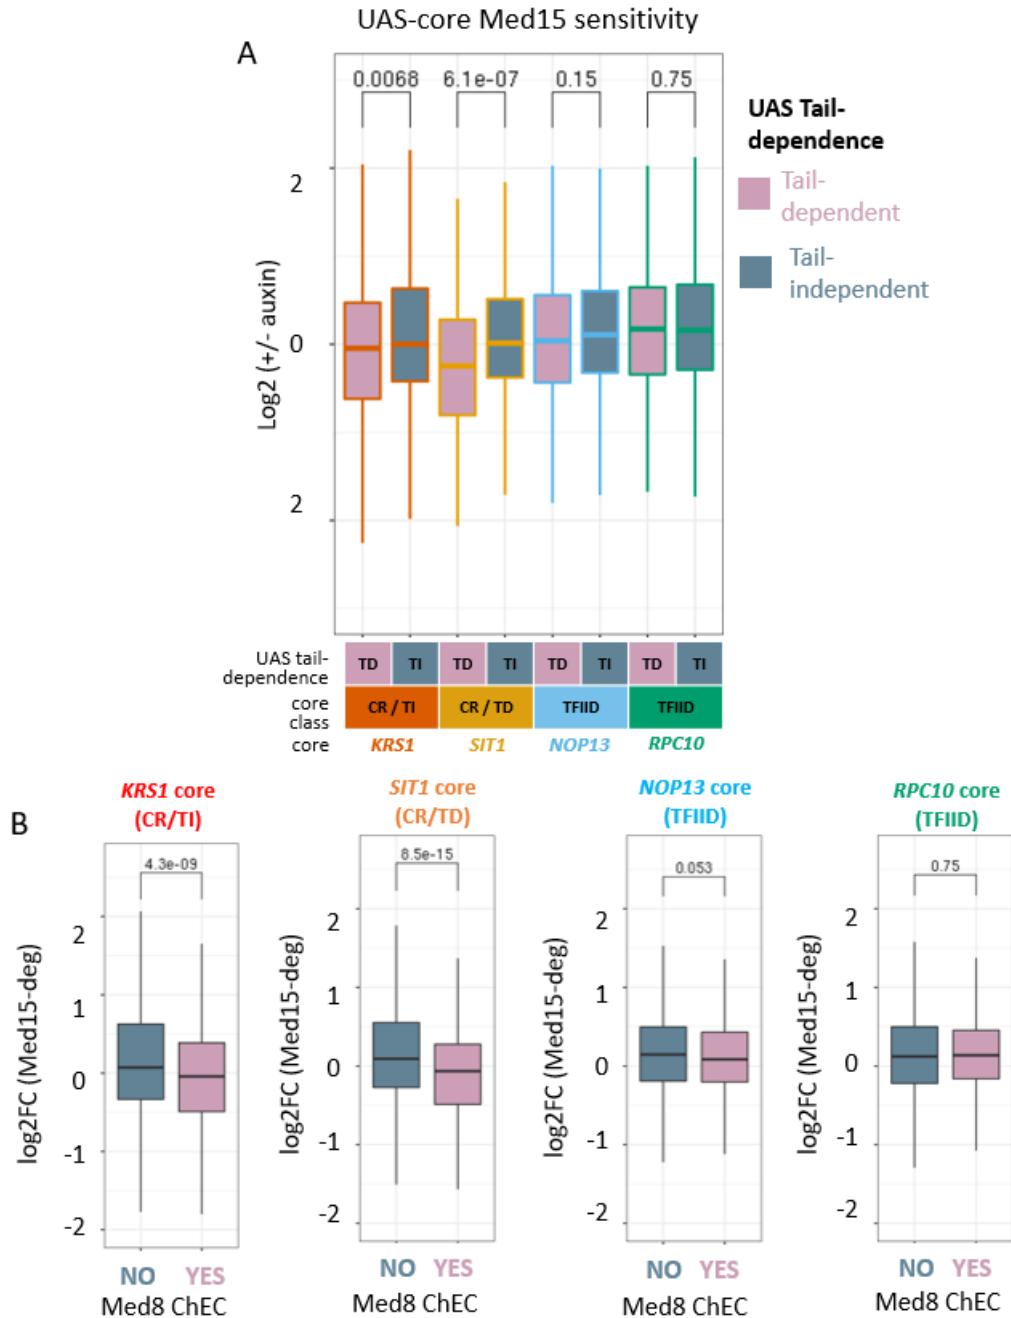 UAS-core Med15 sensitivity
A
0.0068 6.1e-07 0.15 0.75
2
0
2
Log2 (+/- auxin)
UAS Tail-
dependence
Tail-
dependent
Tail-
independent
UAS tail-
dependence
TD TI TD TI TD TI TD TI
core
class
CR / TI CR / TD TFIID TFIID
core KRS1 SIT1 NOP13 RPC10
B
KRS1 core
(CR/TI)
4.3e-09
log2FC (Med15-deg)
2
1
0
-1
-2
NO YES
Med8 ChEC
SIT1 core
(CR/TD)
8.5e-15
log2FC (Med15-deg)
2
1
0
-1
-2
NO YES
Med8 ChEC
NOP13 core
(TFIID)
0.053
log2FC (Med15-deg)
2
1
0
-1
-2
NO YES
Med8 ChEC
RPC10 core
(TFIID)
0.75
log2FC (Med15-deg)
2
1
0
-1
-2
NO YES
Med8 ChEC